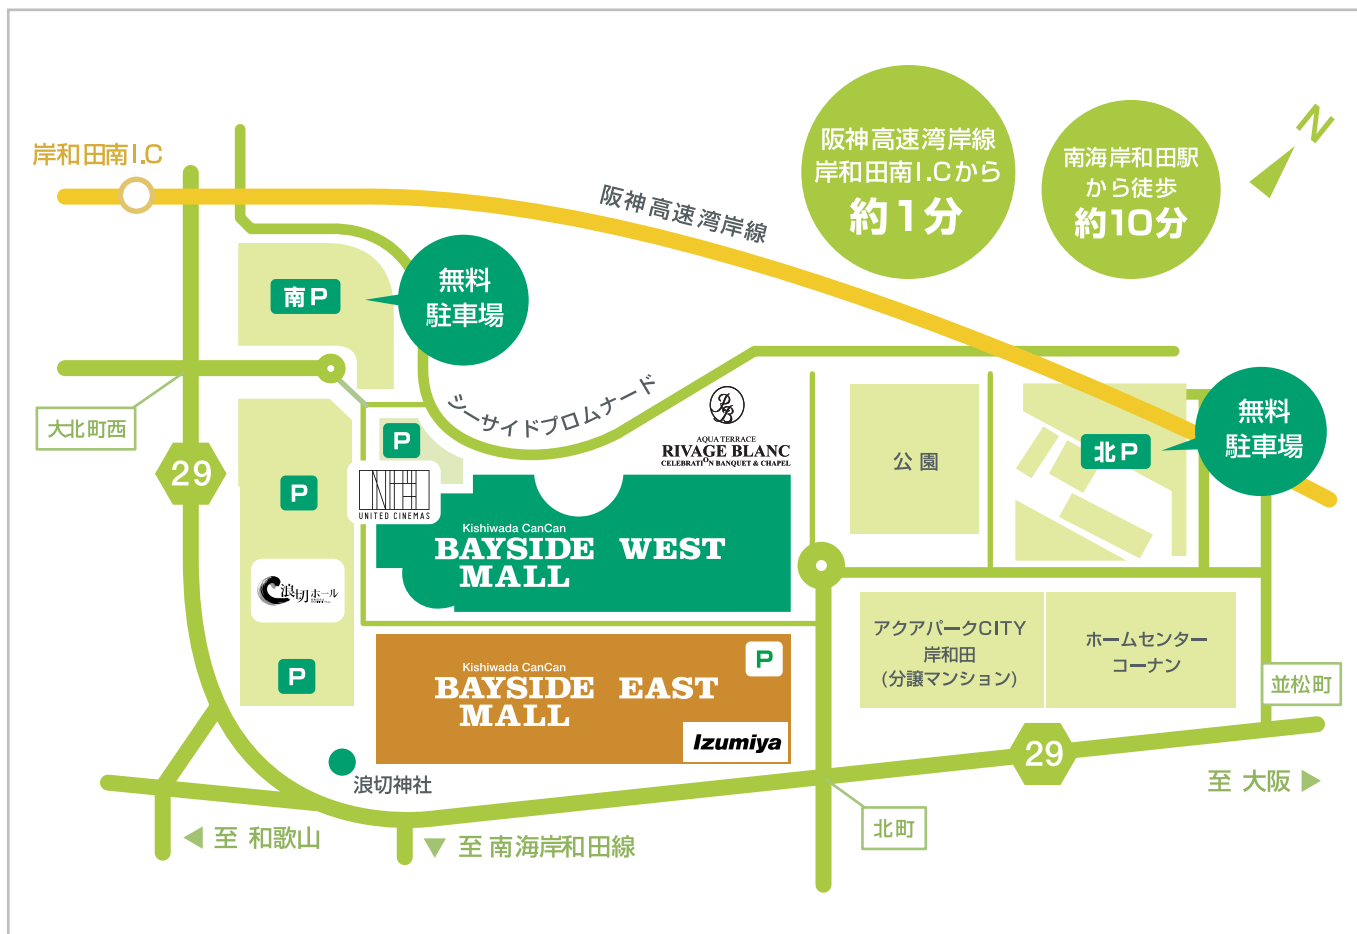 岸和田南I.C
阪神高速湾岸線
岸和田南I.Cから
約1分
南海岸和田駅
から徒歩
約10分
N
阪神高速湾岸線
無料
駐車場
南P
シーサイドプロムナード
大北町西
29
P
P
UNITED CINEMAS
AQUA TERRACE
RIVAGE BLANC
CELEBRATION BANQUET & CHAPEL
公園
北P
無料
駐車場
Kishiwada CanCan
BAYSIDE WEST
MALL
浪切ホール
P
Kishiwada CanCan
BAYSIDE EAST
MALL
P
Izumiya
アクアパークCITY
岸和田
(分譲マンション)
ホームセンター
コーナン
並松町
浪切神社
29
至 大阪
北町
至 和歌山
至 南海岸和田線